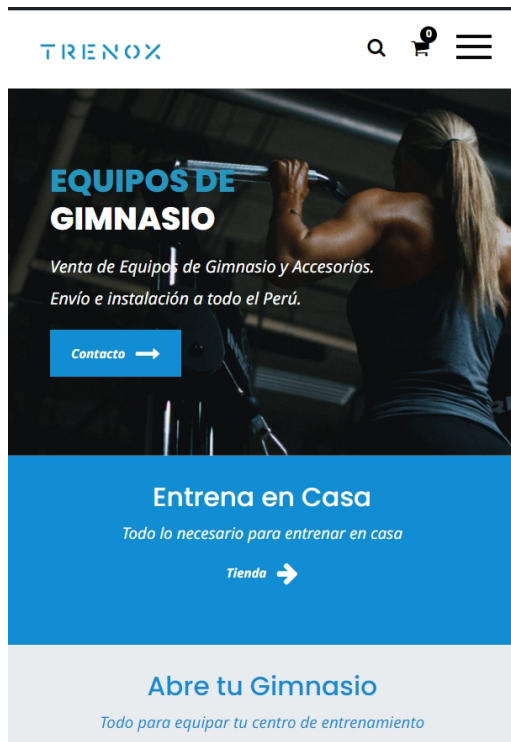 TRENOX
0
EQUIPOS DE
GIMNASIO
Venta de Equipos de Gimnasio y Accesorios.
Envío e instalación a todo el Perú.
Contacto
Entrena en Casa
Todo lo necesario para entrenar en casa
Tienda
Abre tu Gimnasio
Todo para equipar tu centro de entrenamiento